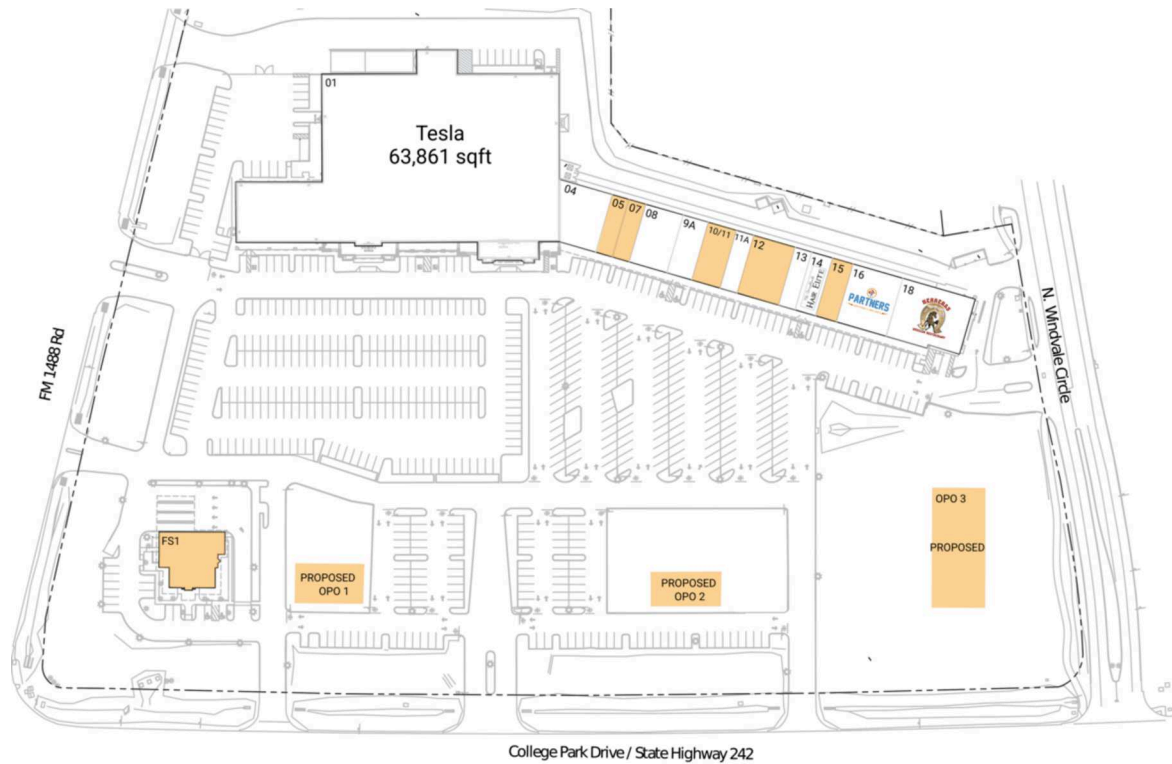 01
Tesla
63,861 sqft
04
05
07
08
9A
10/11
11A
12
13
14
HAIR ELITE
15
16
PARTNERS
18
FM 1488 Rd
N. Windvale Circle
OPO 3
PROPOSED
FS1
PROPOSED
OPO 1
PROPOSED
OPO 2
College Park Drive / State Highway 242